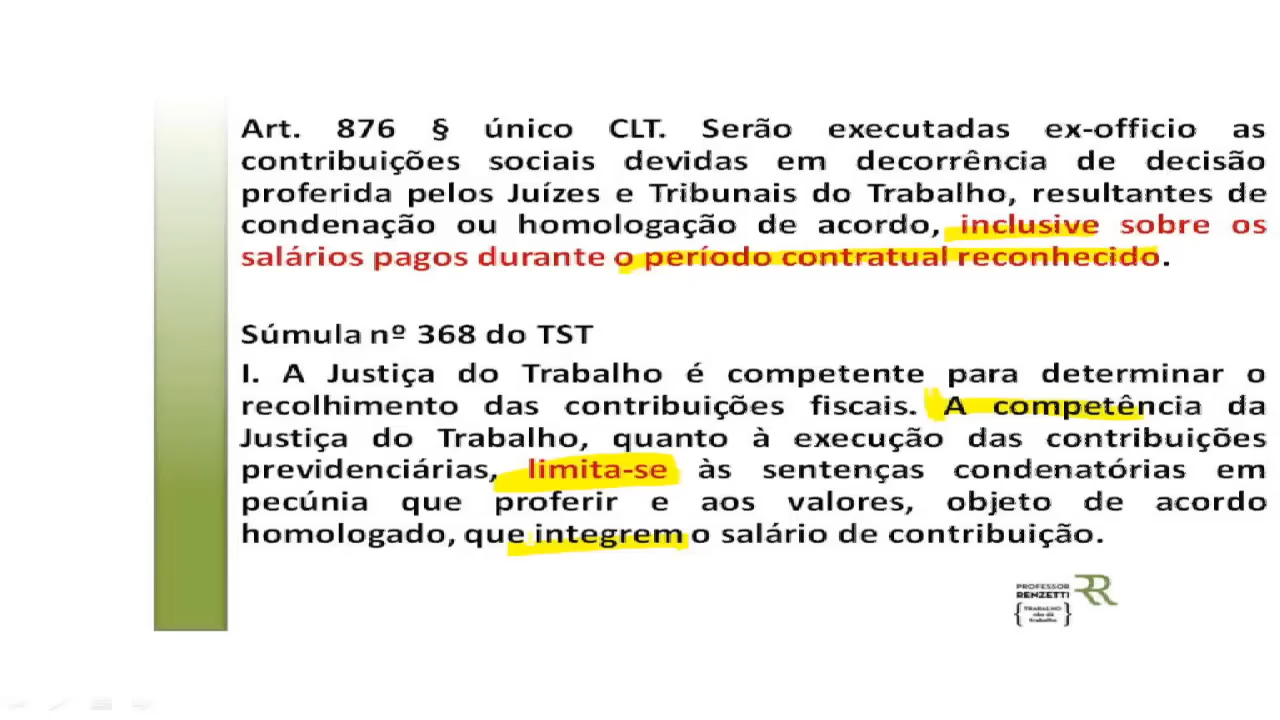 Art. 876 § único CLT. Serão executadas ex-officio as
contribuições sociais devidas em decorrência de decisão
proferida pelos Juízes e Tribunais do Trabalho, resultantes de
condenação ou homologação de acordo, inclusive sobre os
salários pagos durante o período contratual reconhecido.
Súmula nº 368 do TST
I. A Justiça do Trabalho é competente para determinar o
recolhimento das contribuições fiscais. A competência da
Justiça do Trabalho, quanto à execução das contribuições
previdenciárias, limita-se às sentenças condenatórias em
pecúnia que proferir e aos valores, objeto de acordo
homologado, que integrem o salário de contribuição.
PROFESSOR
RENZETTI
TRABALHO
não dá
trabalho